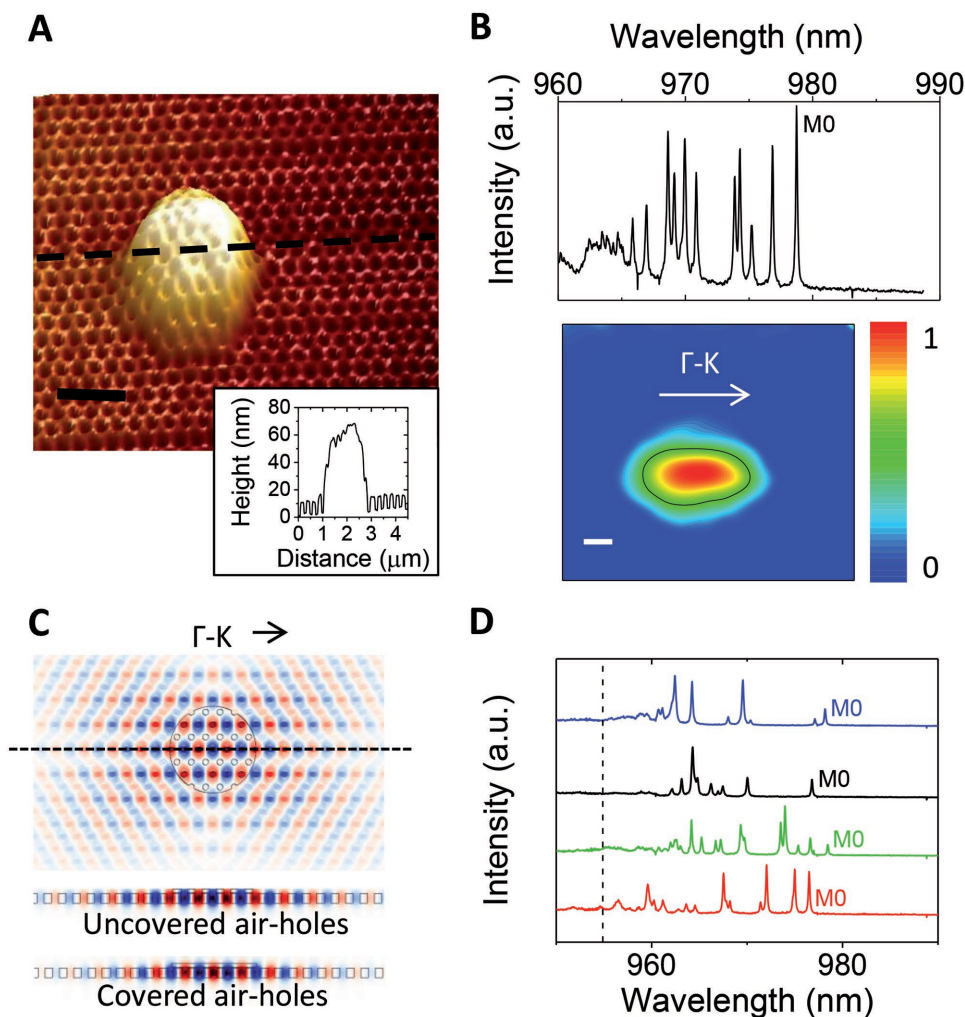 A
Height (nm)
80
60
40
20
0
0 1 2 3 4
Distance (μm)
B
Wavelength (nm)
960 970 980 990
Intensity (a.u.)
M0
Γ-K
1
0
C
Γ-K
Uncovered air-holes
Covered air-holes
D
Intensity (a.u.)
M0
M0
M0
M0
960 980
Wavelength (nm)